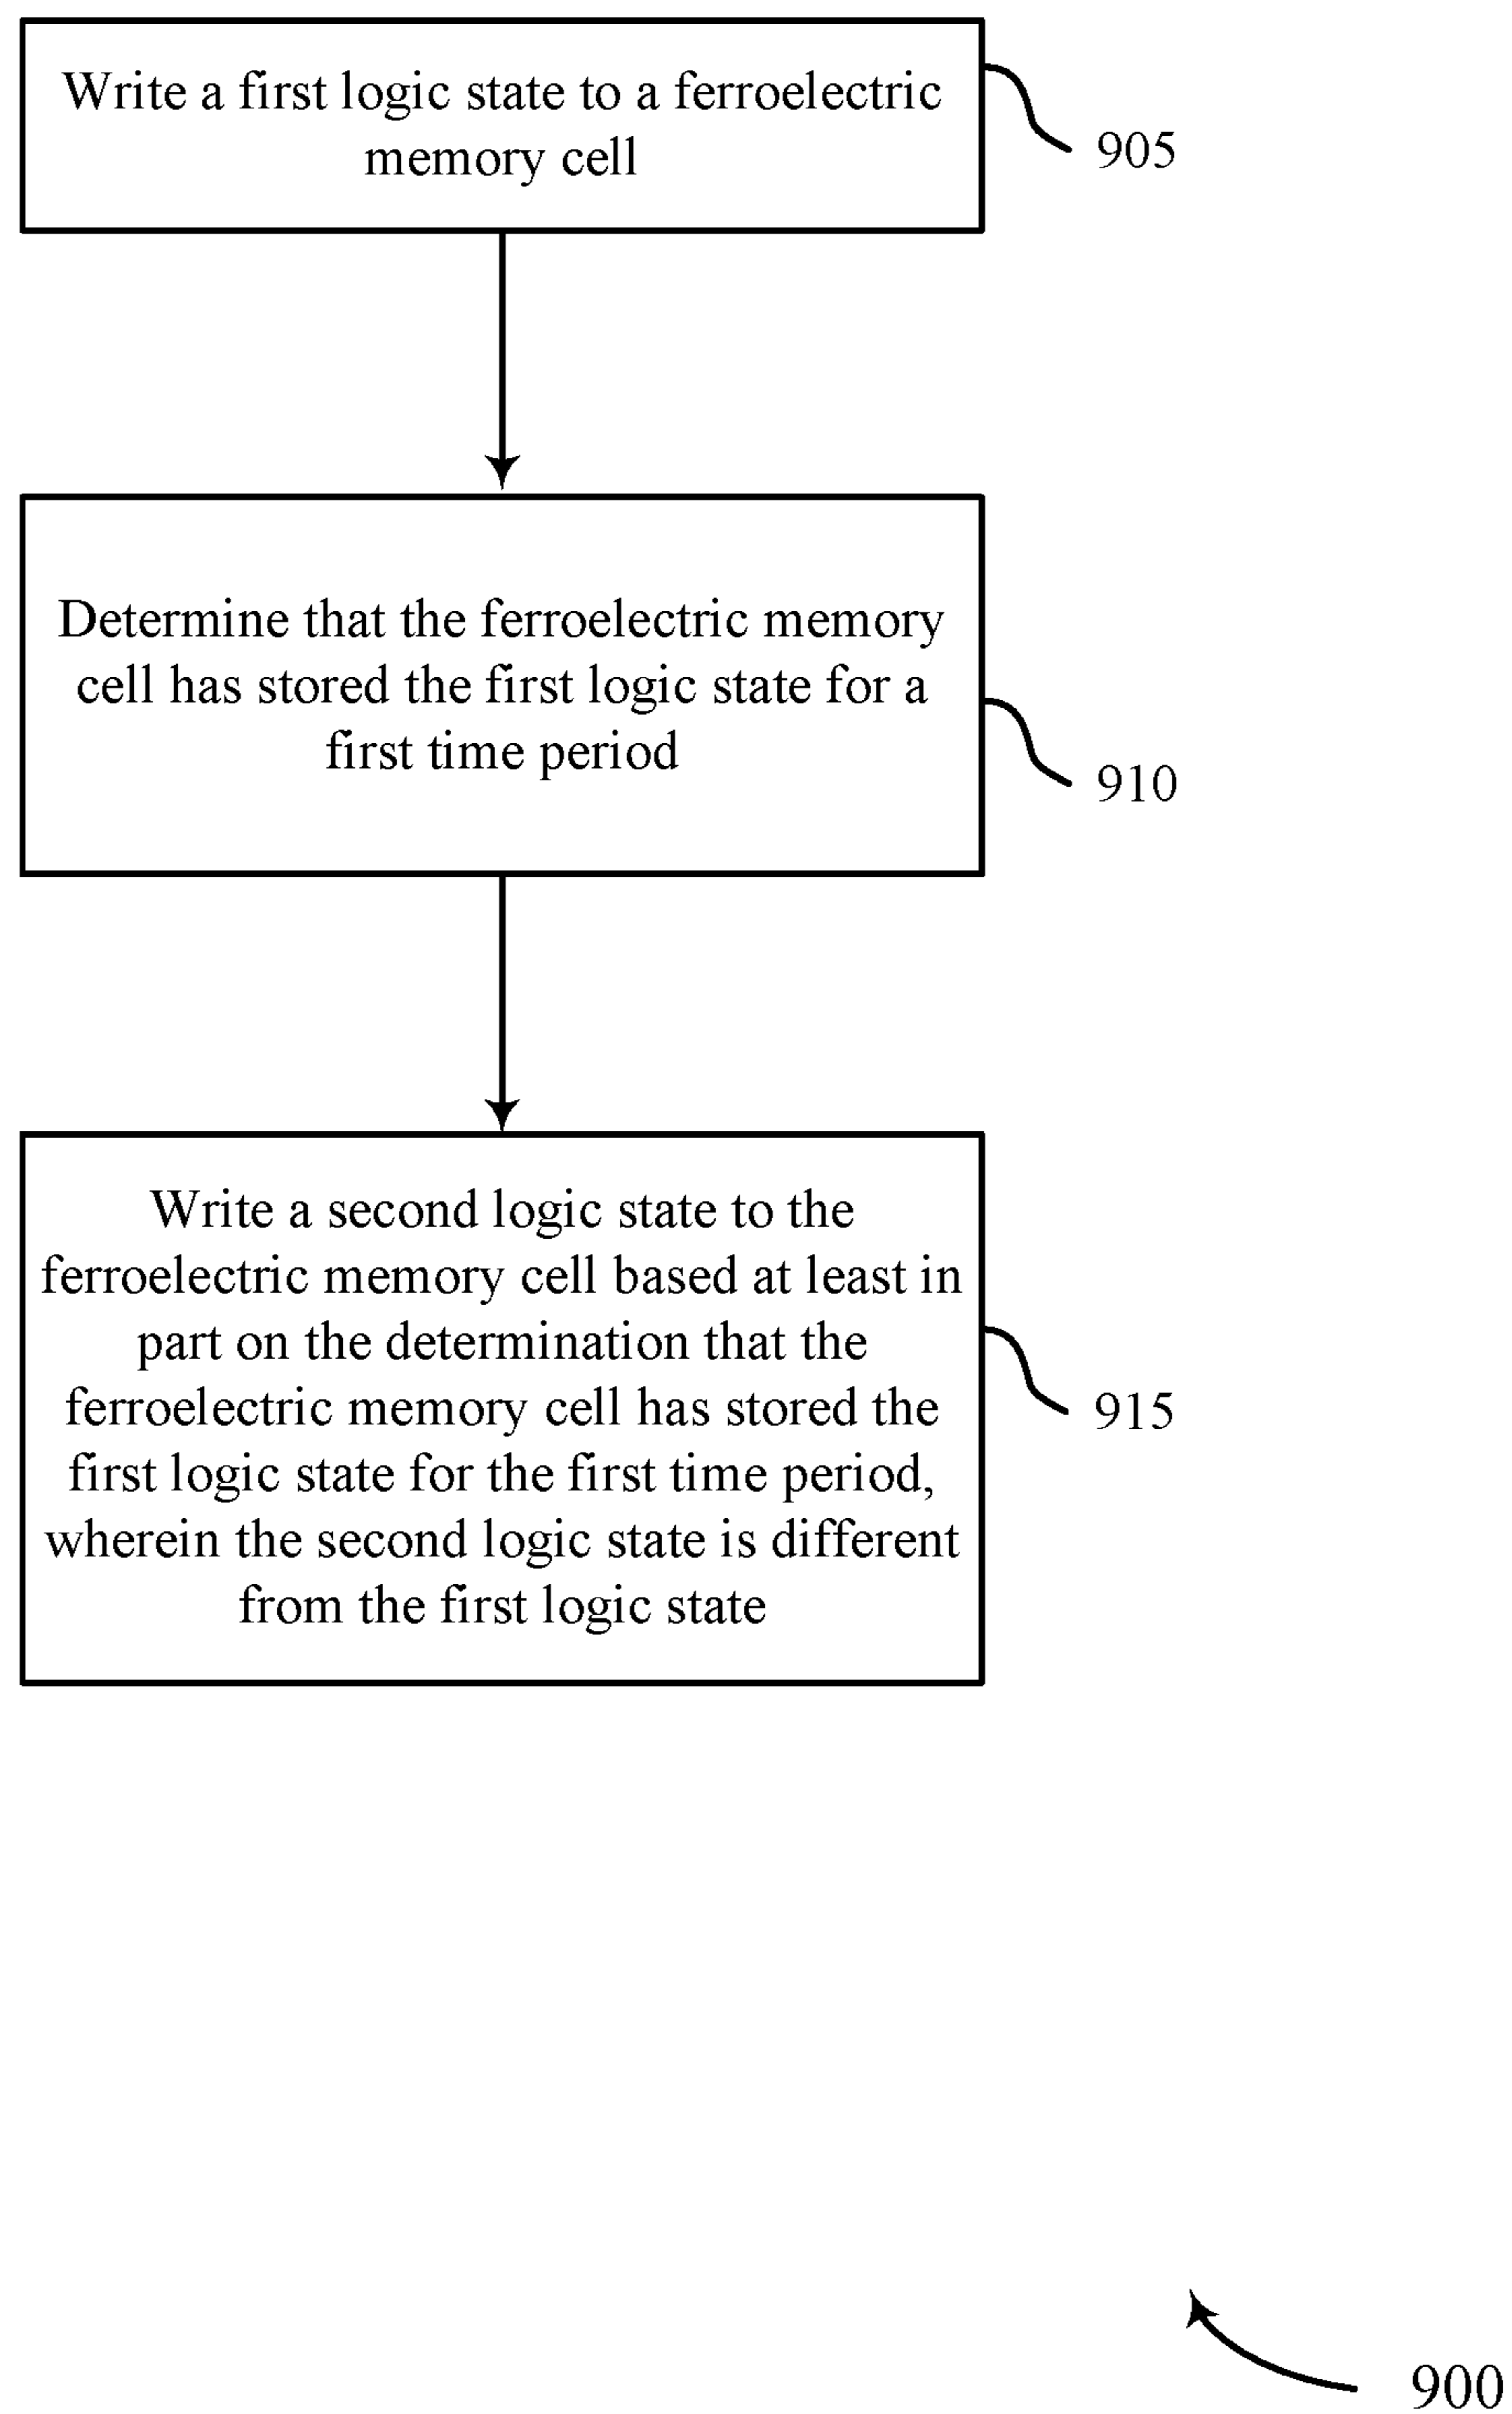 Write a first logic state to a ferroelectric
memory cell
905
Determine that the ferroelectric memory
cell has stored the first logic state for a
first time period
910
Write a second logic state to the
ferroelectric memory cell based at least in
part on the determination that the
ferroelectric memory cell has stored the
first logic state for the first time period,
wherein the second logic state is different
from the first logic state
915
900